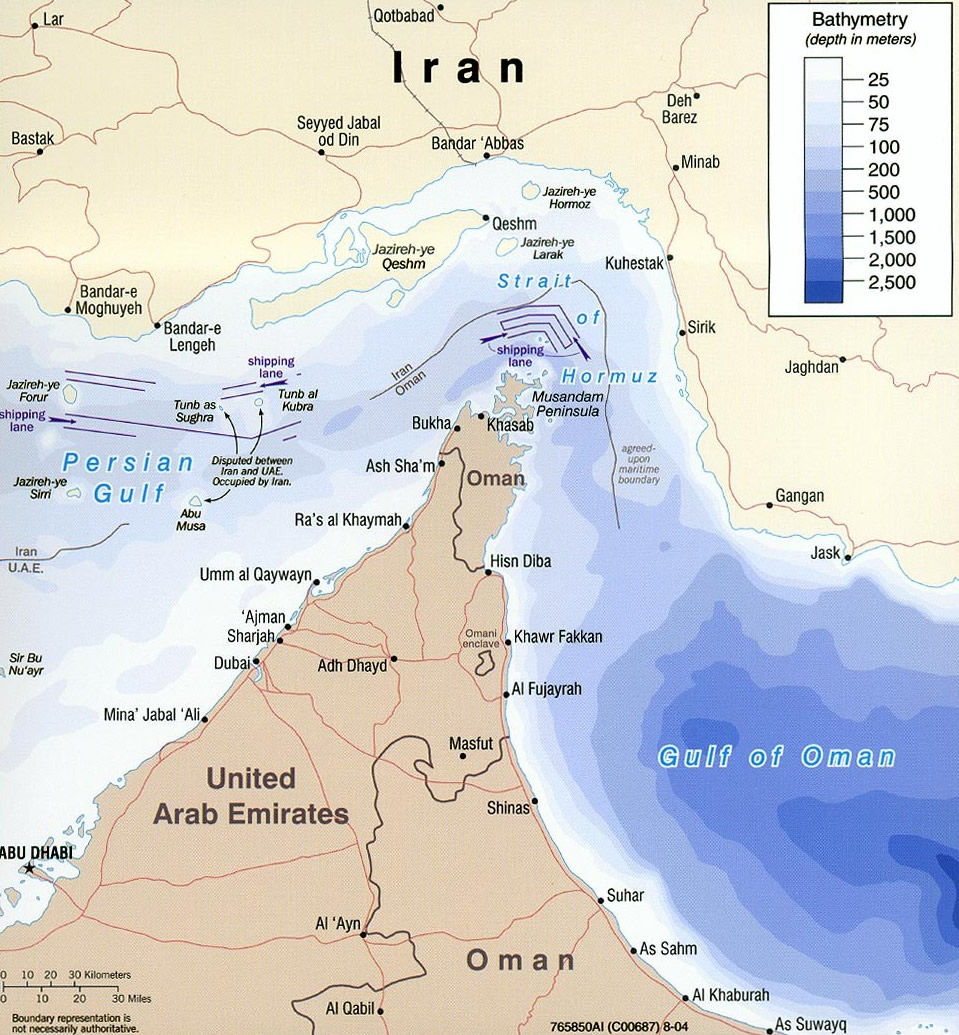 Lar
Qotbabad
Iran
Bathymetry
(depth in meters)
25
50
75
100
200
500
1,000
1,500
2,000
2,500
Deh
Barez
Bastak
Seyyed Jabal
od Din
Bandar ‘Abbas
Minab
Jazireh-ye
Hormoz
Qeshm
Jazireh-ye
Qeshm
Jazireh-ye
Larak
Kuhestak
Strait
of
Hormuz
Bandar-e
Moghuyeh
Bandar-e
Lengeh
Sirik
Jaghdan
shipping
lane
shipping
lane
Jazireh-ye
Forur
shipping
lane
Tunb as
Sughra
Tunb al
Kubra
Iran
Oman
Musandam
Peninsula
Bukha
Khasab
Persian
Gulf
Disputed between
Iran and UAE.
Occupied by Iran.
Ash Sha’m
Oman
agreed-
upon
maritime
boundary
Jazireh-ye
Sirri
Abu
Musa
Gangan
Ra’s al Khaymah
Iran
U.A.E.
Jask
Hisn Diba
Umm al Qaywayn
‘Ajman
Sharjah
Omani
enclave
Khawr Fakkan
Dubai
Adh Dhayd
Sir Bu
Nu‘ayr
Al Fujayrah
Mina’ Jabal ‘Ali
Masfut
Gulf of Oman
United
Arab Emirates
Shinas
ABU DHABI
Suhar
Al ‘Ayn
As Sahm
Oman
0 10 20 30 Kilometers
0 10 20 30 Miles
Al Qabil
Al Khaburah
Boundary representation is
not necessarily authoritative.
765850AI (C00687) 8-04
As Suwayq